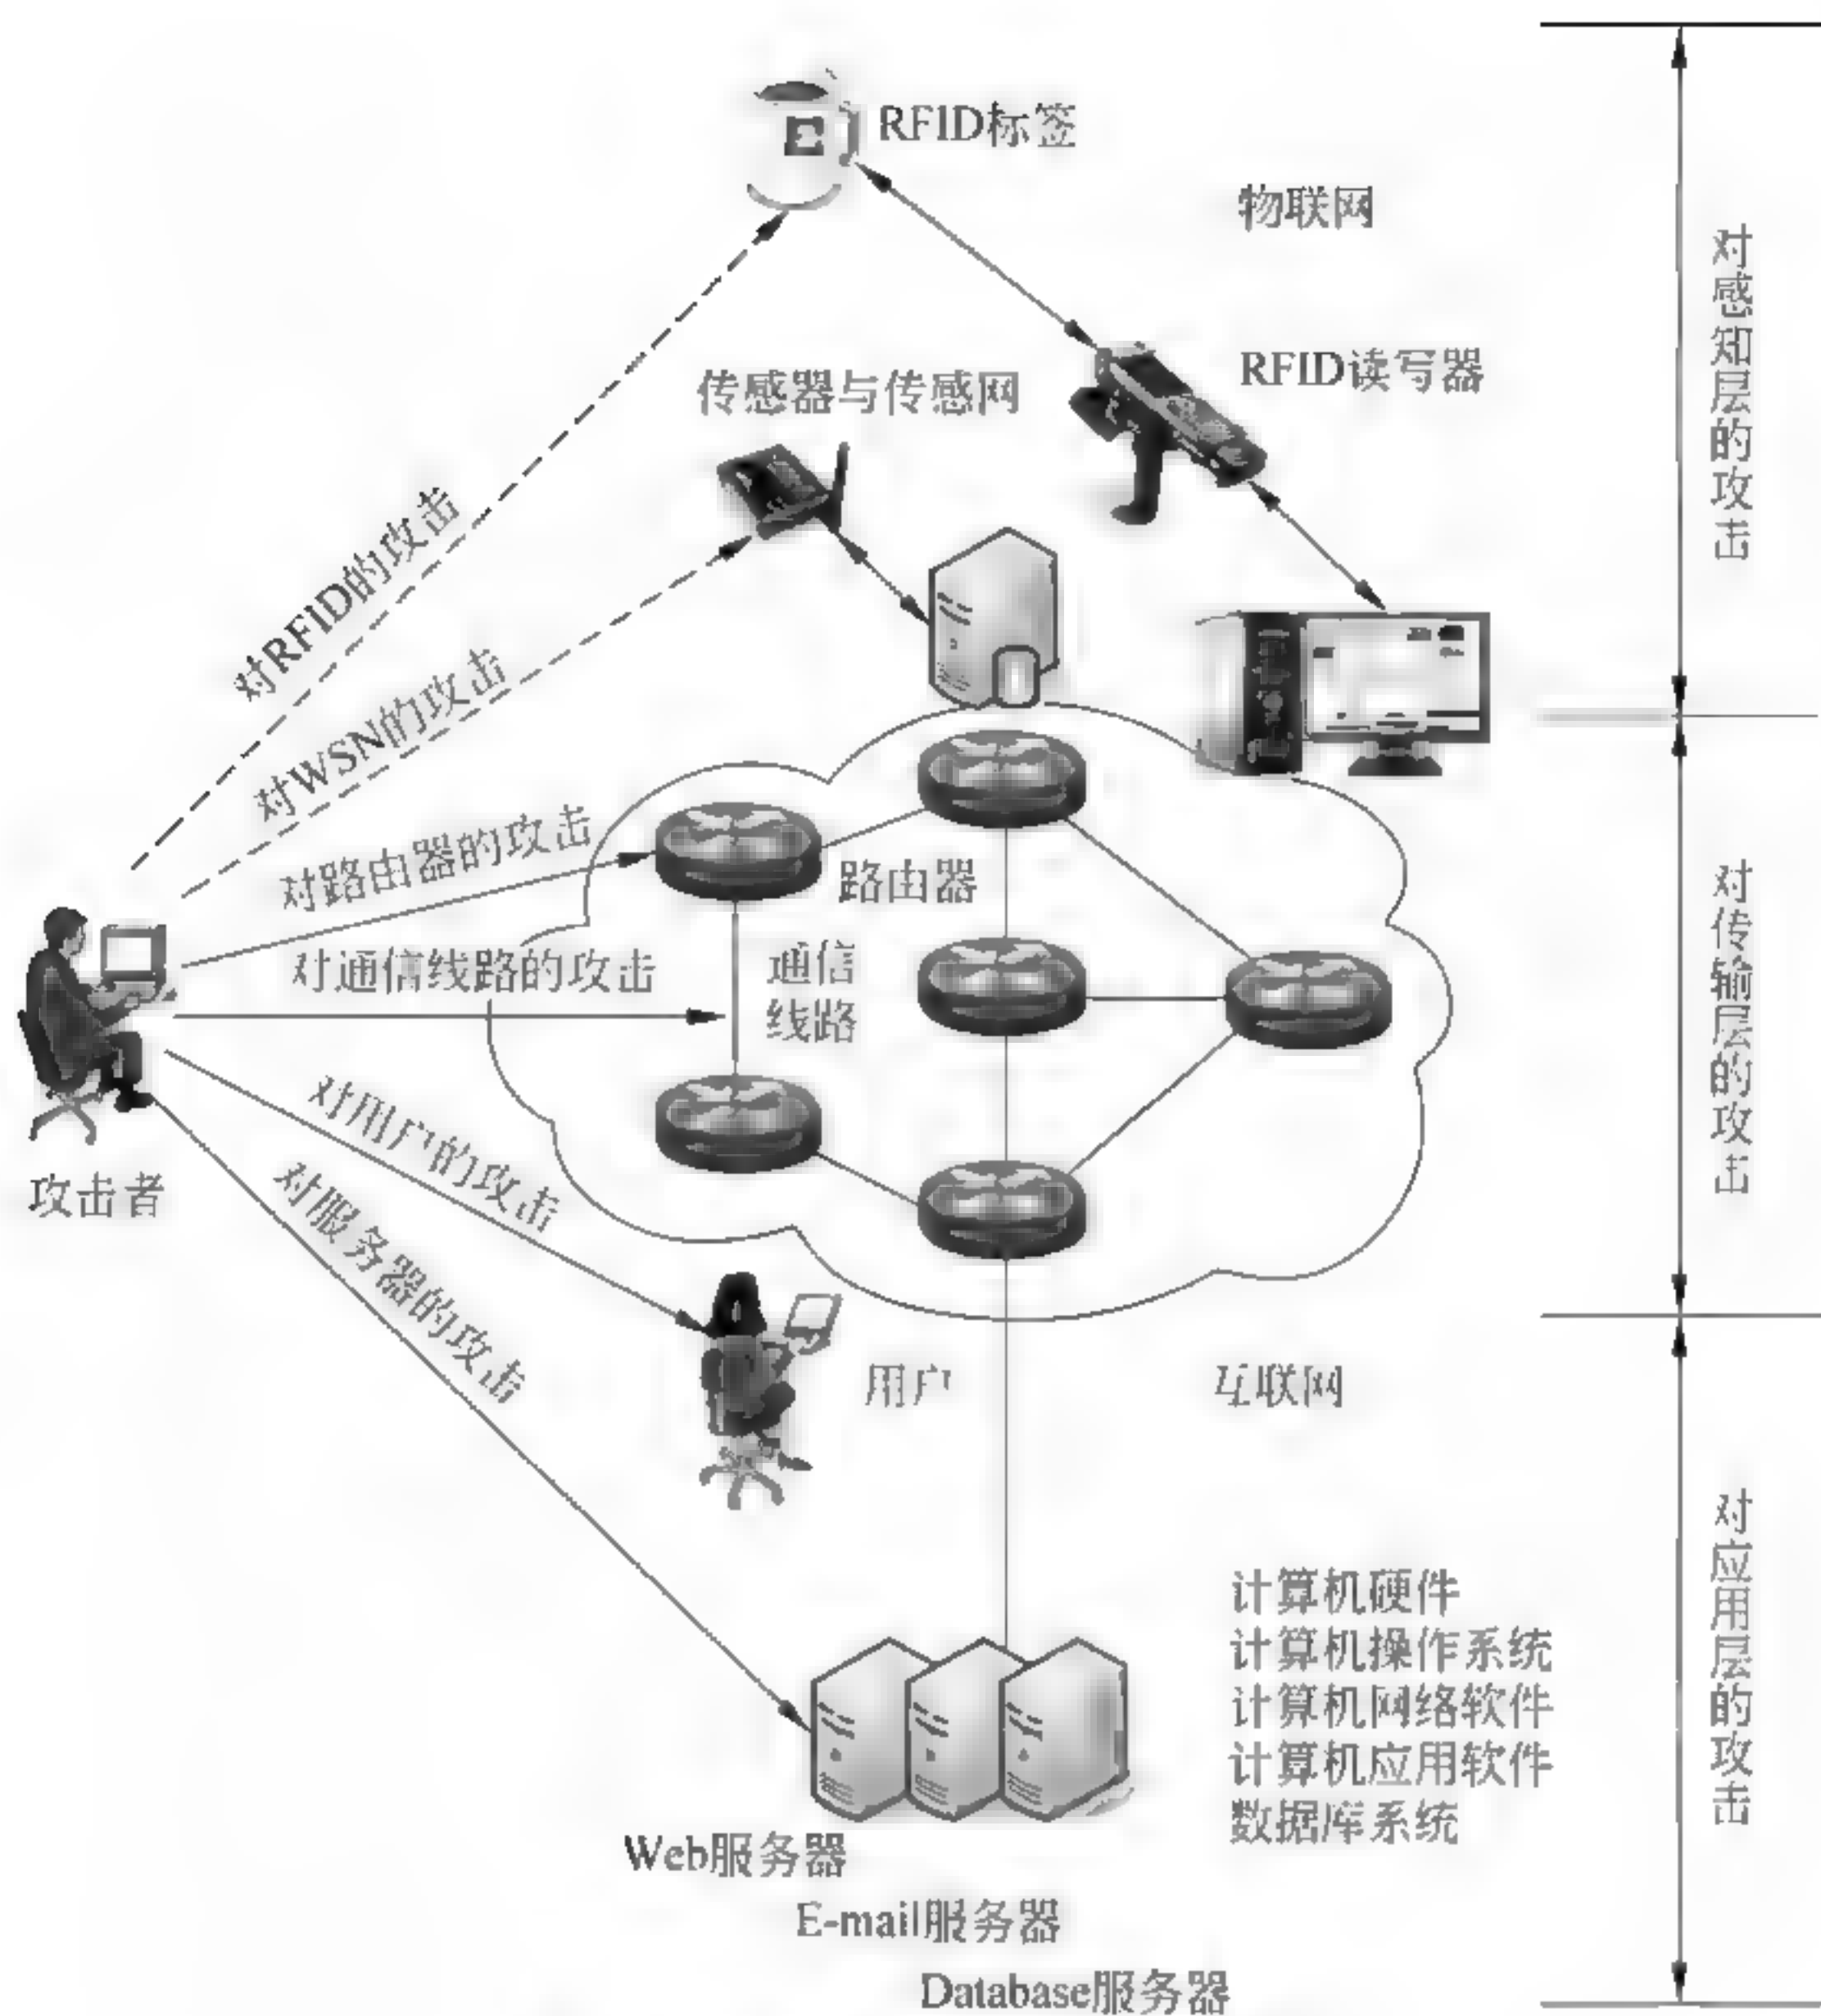 RFID标签
物联网
对感知层的攻击
RFID读写器
传感器与传感网
对RFID的攻击
对WSN的攻击
对路由器的攻击
路由器
对传输层的攻击
对通信线路的攻击
通信
线路
对用户的攻击
攻击者
对服务器的攻击
用户
互联网
对应用层的攻击
计算机硬件
计算机操作系统
计算机网络软件
计算机应用软件
数据库系统
Web服务器
E-mail服务器
Database服务器